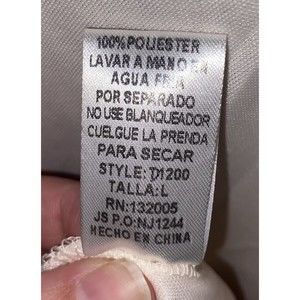 100% POLIESTER
LAVAR A MANO EN
AGUA FRIA
POR SEPARADO
NO USE BLANQUEADOR
CUELGUE LA PRENDA
PARA SECAR
STYLE: D1200
TALLA: L
RN: 132005
JS P.O: NJ1244
HECHO EN CHINA